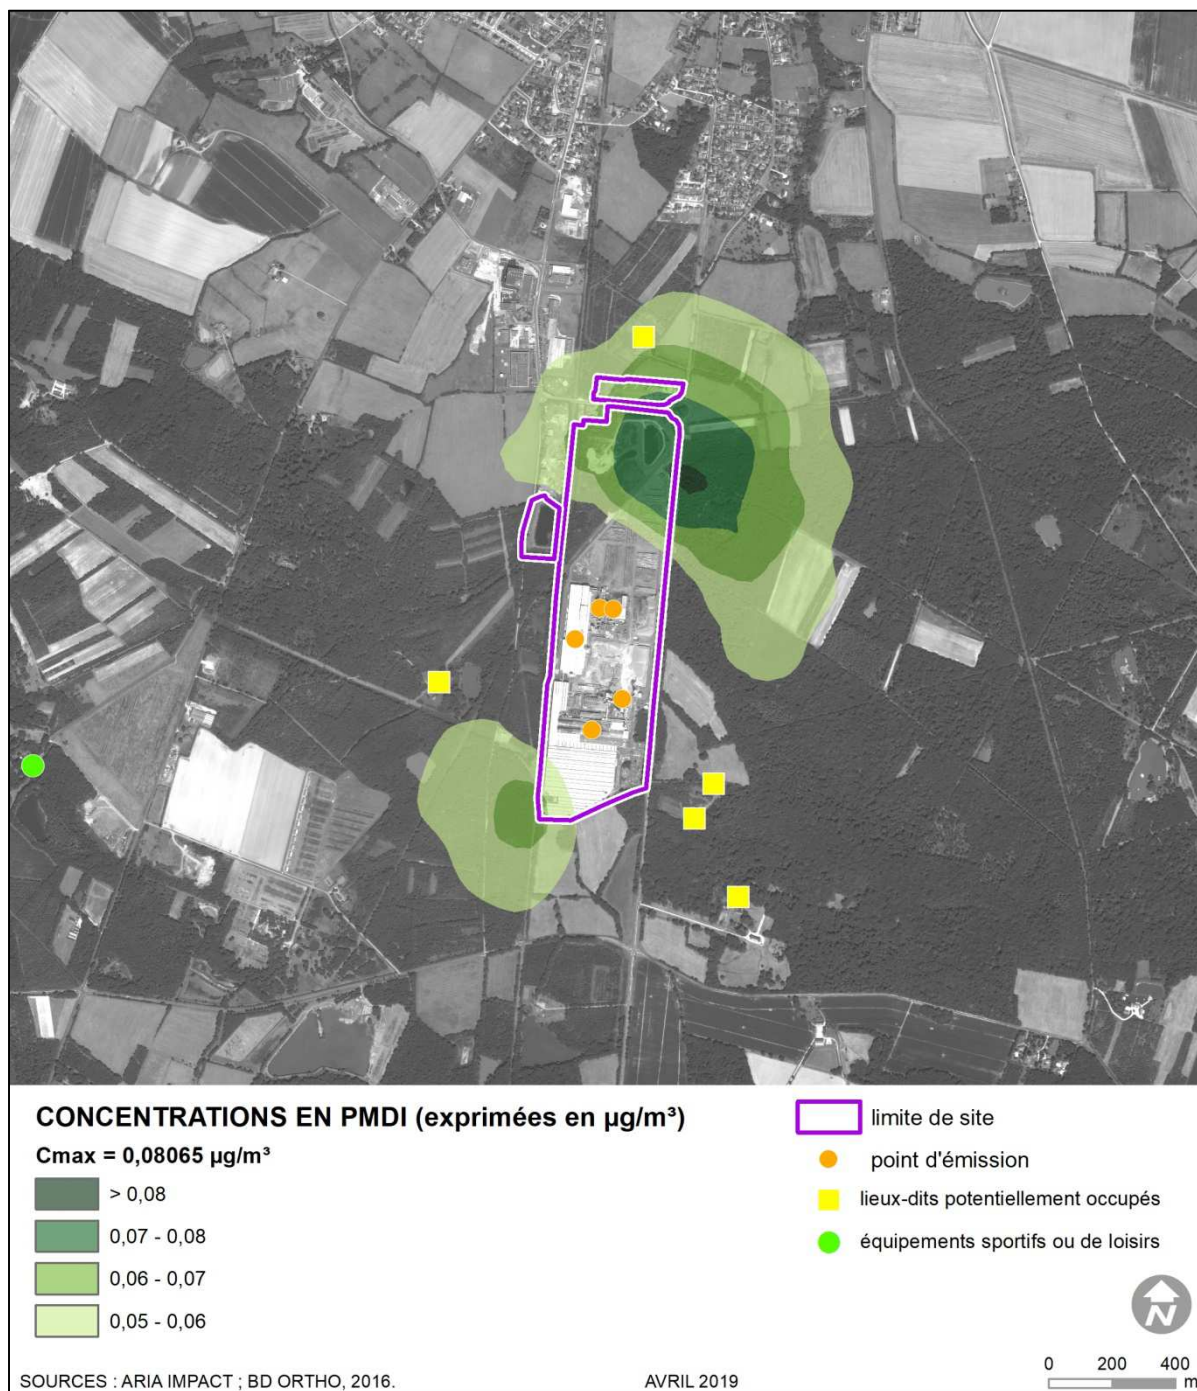 CONCENTRATIONS EN PMDI (exprimées en µg/m³)
Cmax = 0,08065 µg/m³
> 0,08
0,07 - 0,08
0,06 - 0,07
0,05 - 0,06
limite de site
point d'émission
lieux-dits potentiellement occupés
équipements sportifs ou de loisirs
N
0 200 400
m
SOURCES : ARIA IMPACT ; BD ORTHO, 2016.
AVRIL 2019